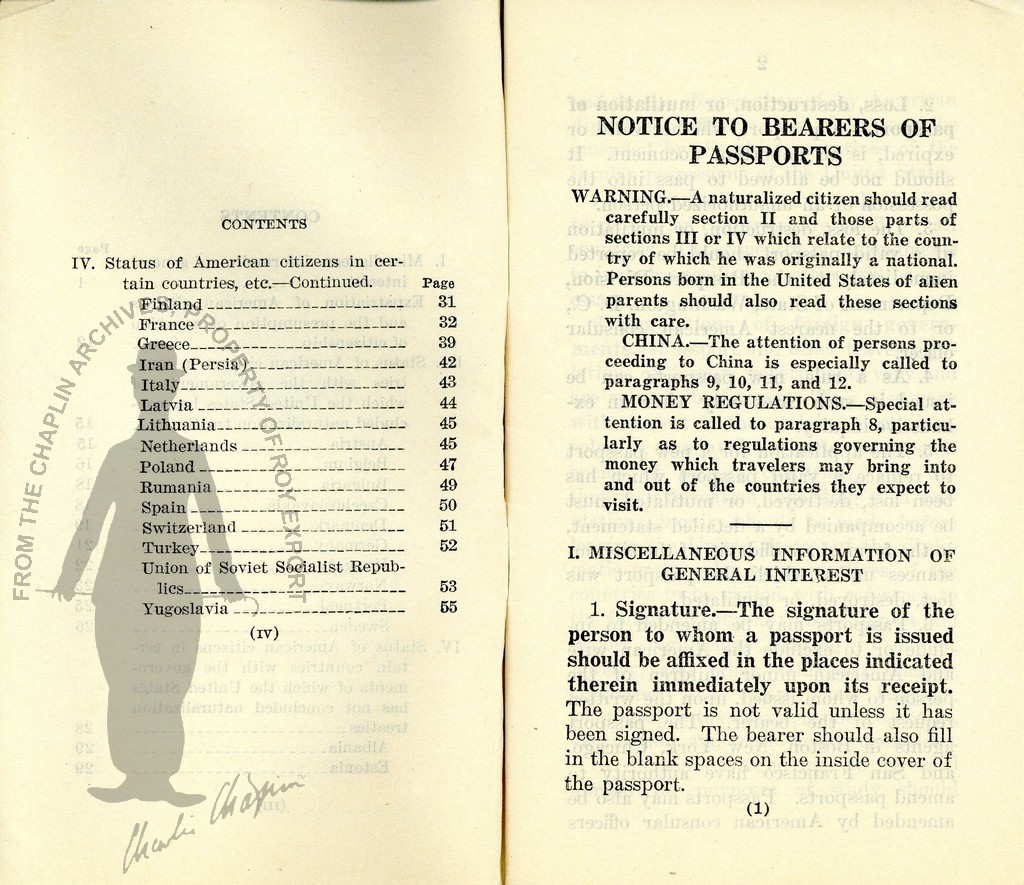 CONTENTS
IV. Status of American citizens in cer-
tain countries, etc.—Continued. Page
Finland 31
France 32
Greece 39
Iran (Persia) 42
Italy 43
Latvia 44
Lithuania 45
Netherlands 45
Poland 47
Rumania 49
Spain 50
Switzerland 51
Turkey 52
Union of Soviet Socialist Repub-
lics 53
Yugoslavia 55
(IV)
FROM THE CHAPLIN ARCHIVES, PROPERTY OF ROY EXPORT
Charlie Chaplin
NOTICE TO BEARERS OF
PASSPORTS
WARNING.—A naturalized citizen should read
carefully section II and those parts of
sections III or IV which relate to the coun-
try of which he was originally a national.
Persons born in the United States of alien
parents should also read these sections
with care.
CHINA.—The attention of persons pro-
ceeding to China is especially called to
paragraphs 9, 10, 11, and 12.
MONEY REGULATIONS.—Special at-
tention is called to paragraph 8, particu-
larly as to regulations governing the
money which travelers may bring into
and out of the countries they expect to
visit.
I. MISCELLANEOUS INFORMATION OF
GENERAL INTEREST
1. Signature.—The signature of the
person to whom a passport is issued
should be affixed in the places indicated
therein immediately upon its receipt.
The passport is not valid unless it has
been signed. The bearer should also fill
in the blank spaces on the inside cover of
the passport.
(1)